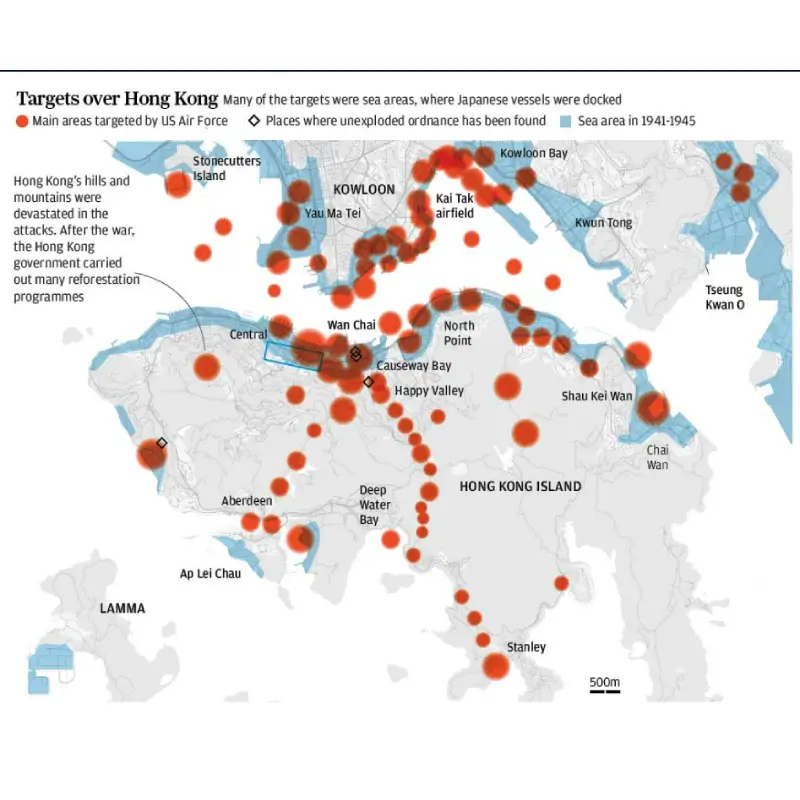 Targets over Hong Kong Many of the targets were sea areas, where Japanese vessels were docked
Main areas targeted by US Air Force Places where unexploded ordnance has been found Sea area in 1941-1945
Hong Kong's hills and
mountains were
devastated in the
attacks. After the war,
the Hong Kong
government carried
out many reforestation
programmes
Stonecutters
Island
KOWLOON
Kowloon Bay
Yau Ma Tei
Kai Tak
airfield
Kwun Tong
Tseung
Kwan O
Central
Wan Chai
North
Point
Causeway Bay
Happy Valley
Shau Kei Wan
Chai
Wan
HONG KONG ISLAND
Aberdeen
Deep
Water
Bay
Ap Lei Chau
LAMMA
Stanley
500m